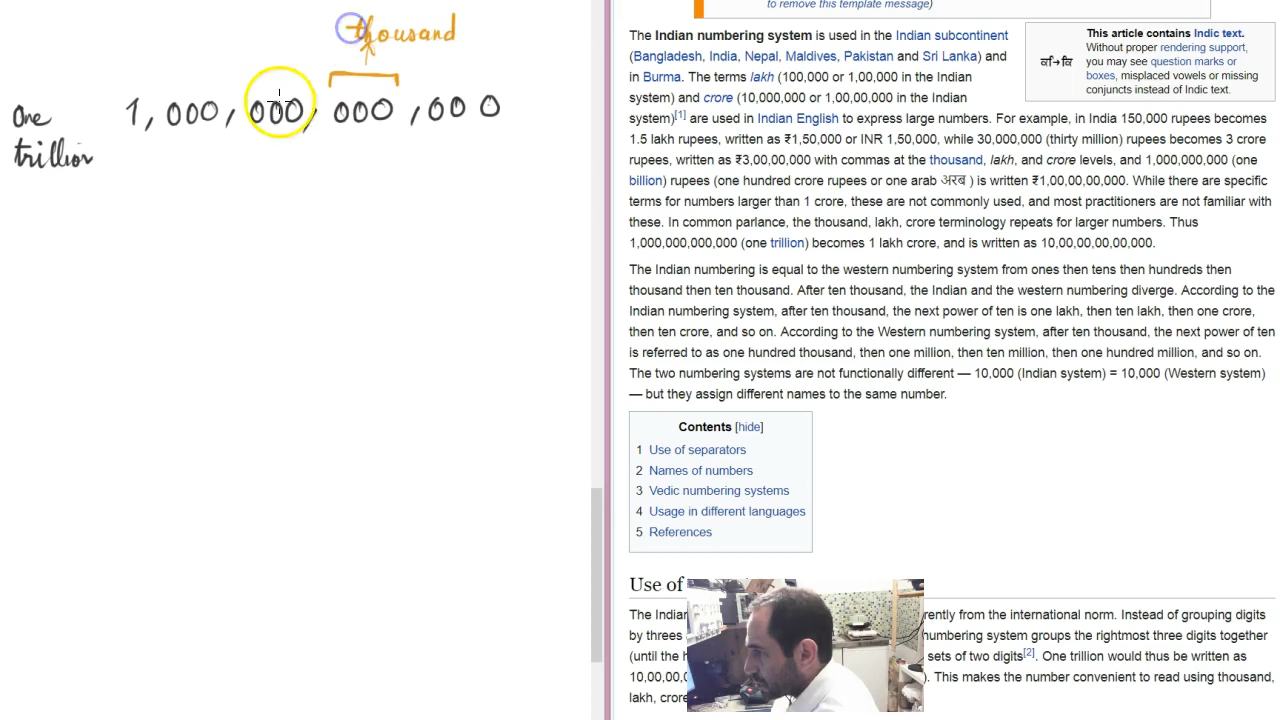 thousand
1,000,000,000,000
One
trillion
to remove this template message)
The Indian numbering system is used in the Indian subcontinent
(Bangladesh, India, Nepal, Maldives, Pakistan and Sri Lanka) and
in Burma. The terms lakh (100,000 or 1,00,000 in the Indian
system) and crore (10,000,000 or 1,00,00,000 in the Indian
system)[1] are used in Indian English to express large numbers. For example, in India 150,000 rupees becomes
1.5 lakh rupees, written as ₹1,50,000 or INR 1,50,000, while 30,000,000 (thirty million) rupees becomes 3 crore
rupees, written as ₹3,00,00,000 with commas at the thousand, lakh, and crore levels, and 1,000,000,000 (one
billion) rupees (one hundred crore rupees or one arab अरब ) is written ₹1,00,00,00,000. While there are specific
terms for numbers larger than 1 crore, these are not commonly used, and most practitioners are not familiar with
these. In common parlance, the thousand, lakh, crore terminology repeats for larger numbers. Thus
1,000,000,000,000 (one trillion) becomes 1 lakh crore, and is written as 10,00,00,00,00,000.
This article contains Indic text.
Without proper rendering support,
you may see question marks or
boxes, misplaced vowels or missing
conjuncts instead of Indic text.
The Indian numbering is equal to the western numbering system from ones then tens then hundreds then
thousand then ten thousand. After ten thousand, the Indian and the western numbering diverge. According to the
Indian numbering system, after ten thousand, the next power of ten is one lakh, then ten lakh, then one crore,
then ten crore, and so on. According to the Western numbering system, after ten thousand, the next power of ten
is referred to as one hundred thousand, then one million, then ten million, then one hundred million, and so on.
The two numbering systems are not functionally different — 10,000 (Indian system) = 10,000 (Western system)
— but they assign different names to the same number.
Contents [hide]
1 Use of separators
2 Names of numbers
3 Vedic numbering systems
4 Usage in different languages
5 References
Use of
The Indian rently from the international norm. Instead of grouping digits
by threes numbering system groups the rightmost three digits together
(until the sets of two digits[2]. One trillion would thus be written as
10,00,00, ). This makes the number convenient to read using thousand,
lakh, crore